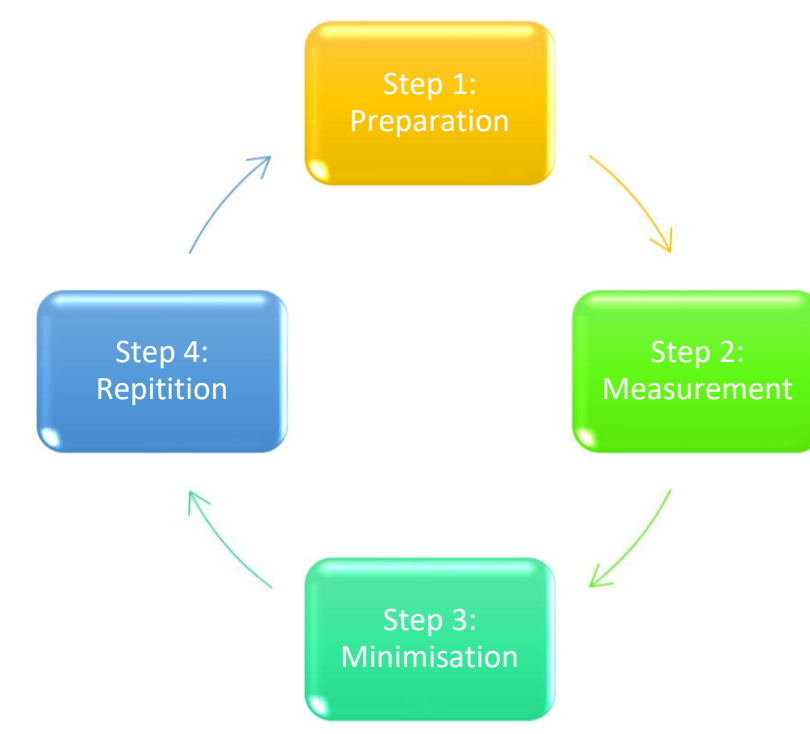 Step 1:
Preparation
Step 2:
Measurement
Step 3:
Minimisation
Step 4:
Repitition